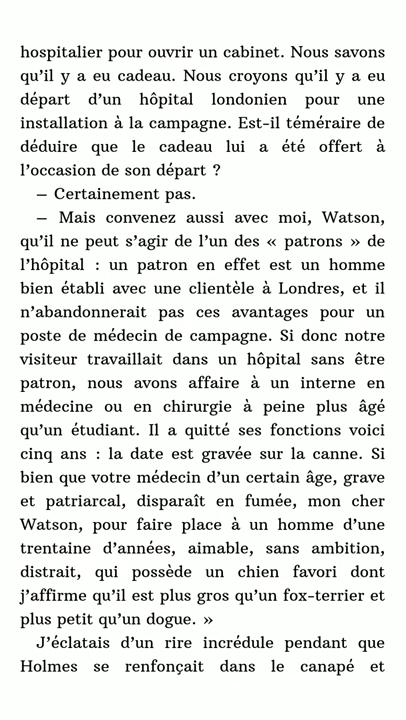 hospitalier pour ouvrir un cabinet. Nous savons
qu’il y a eu cadeau. Nous croyons qu’il y a eu
départ d’un hôpital londonien pour une
installation à la campagne. Est-il téméraire de
déduire que le cadeau lui a été offert à
l’occasion de son départ ?
– Certainement pas.
– Mais convenez aussi avec moi, Watson,
qu’il ne peut s’agir de l’un des « patrons » de
l’hôpital : un patron en effet est un homme
bien établi avec une clientèle à Londres, et il
n’abandonnerait pas ces avantages pour un
poste de médecin de campagne. Si donc notre
visiteur travaillait dans un hôpital sans être
patron, nous avons affaire à un interne en
médecine ou en chirurgie à peine plus âgé
qu’un étudiant. Il a quitté ses fonctions voici
cinq ans : la date est gravée sur la canne. Si
bien que votre médecin d’un certain âge, grave
et patriarcal, disparaît en fumée, mon cher
Watson, pour faire place à un homme d’une
trentaine d’années, aimable, sans ambition,
distrait, qui possède un chien favori dont
j’affirme qu’il est plus gros qu’un fox-terrier et
plus petit qu’un dogue. »
J’éclatais d’un rire incrédule pendant que
Holmes se renfonçait dans le canapé et